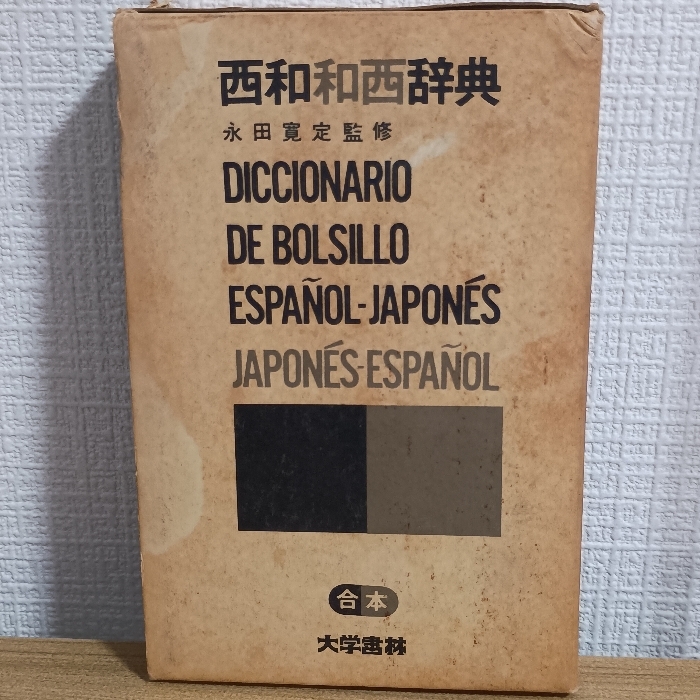 西和和西辞典
永田寛定監修
DICCIONARIO
DE BOLSILLO
ESPAÑOL-JAPONÉS
JAPONÉS-ESPAÑOL
合本
大学書林